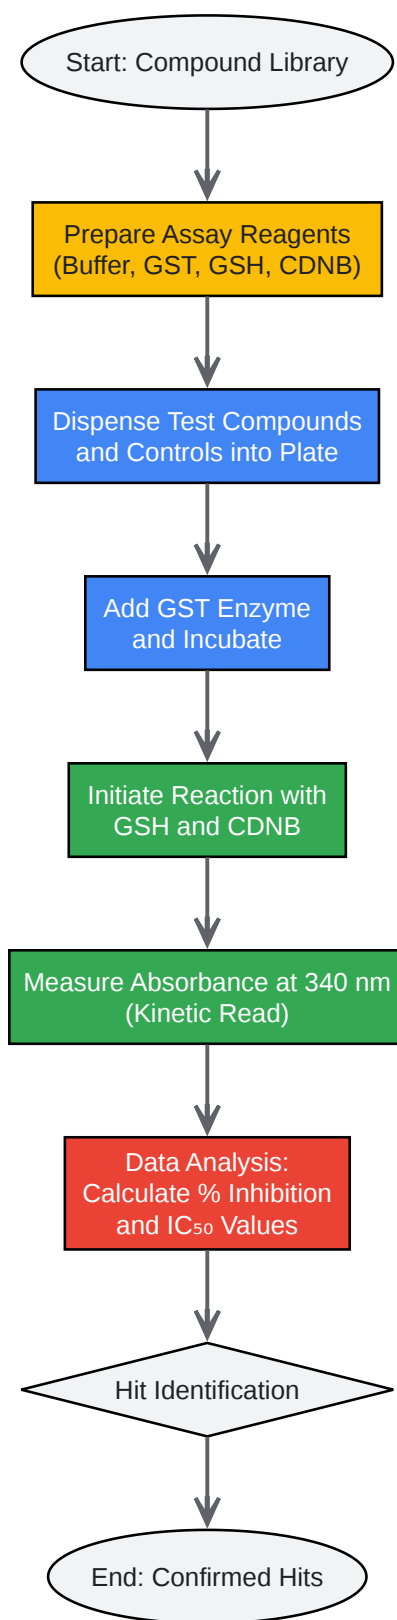 Start: Compound Library
Prepare Assay Reagents
(Buffer, GST, GSH, CDNB)
Dispense Test Compounds
and Controls into Plate
Add GST Enzyme
and Incubate
Initiate Reaction with
GSH and CDNB
Measure Absorbance at 340 nm
(Kinetic Read)
Data Analysis:
Calculate % Inhibition
and IC₅₀ Values
Hit Identification
End: Confirmed Hits